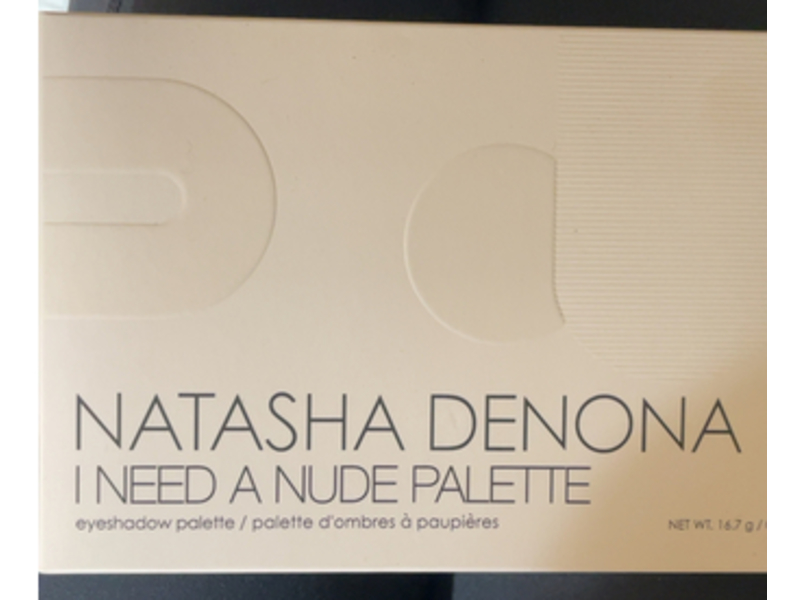 NATASHA DENONA
I NEED A NUDE PALETTE
eyeshadow palette / palette d'ombres à paupières
NET WT. 16.7 g /